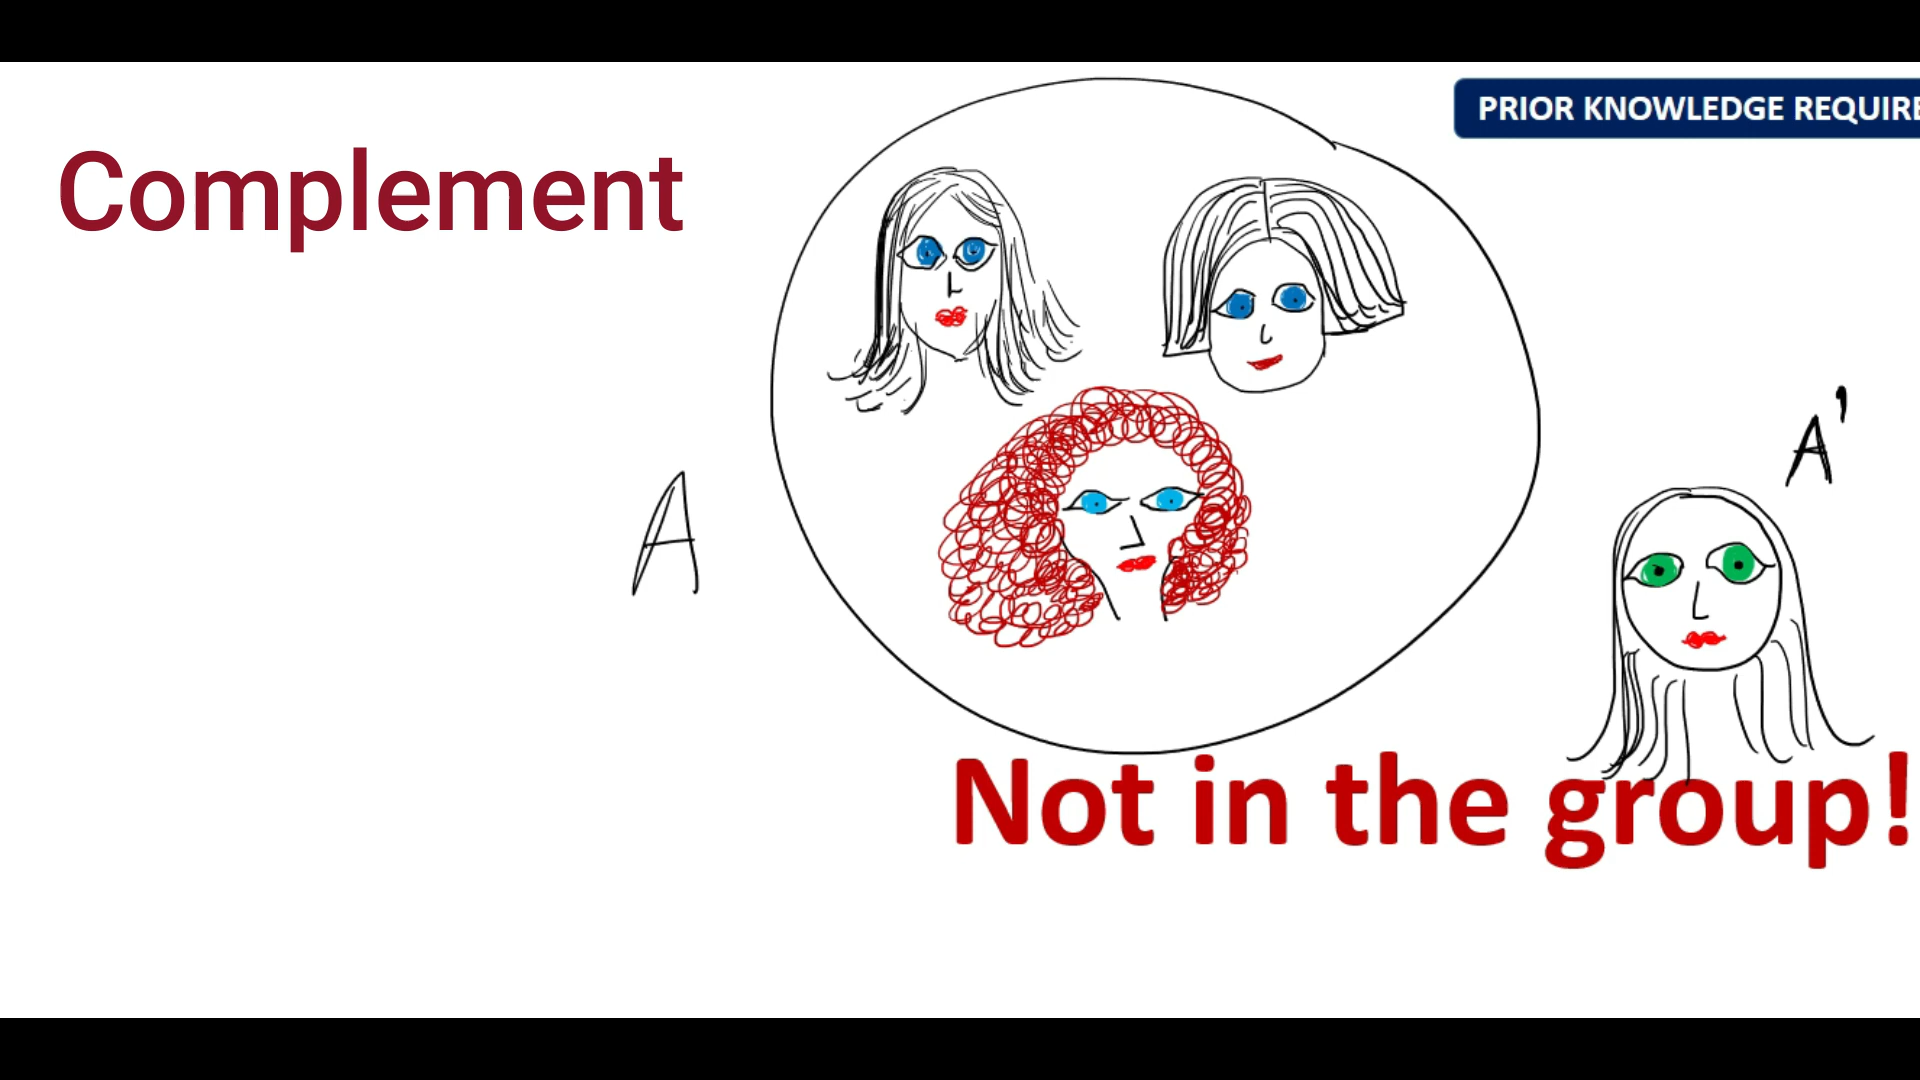 PRIOR KNOWLEDGE REQUIRE
Complement
A'
A
Not in the group!